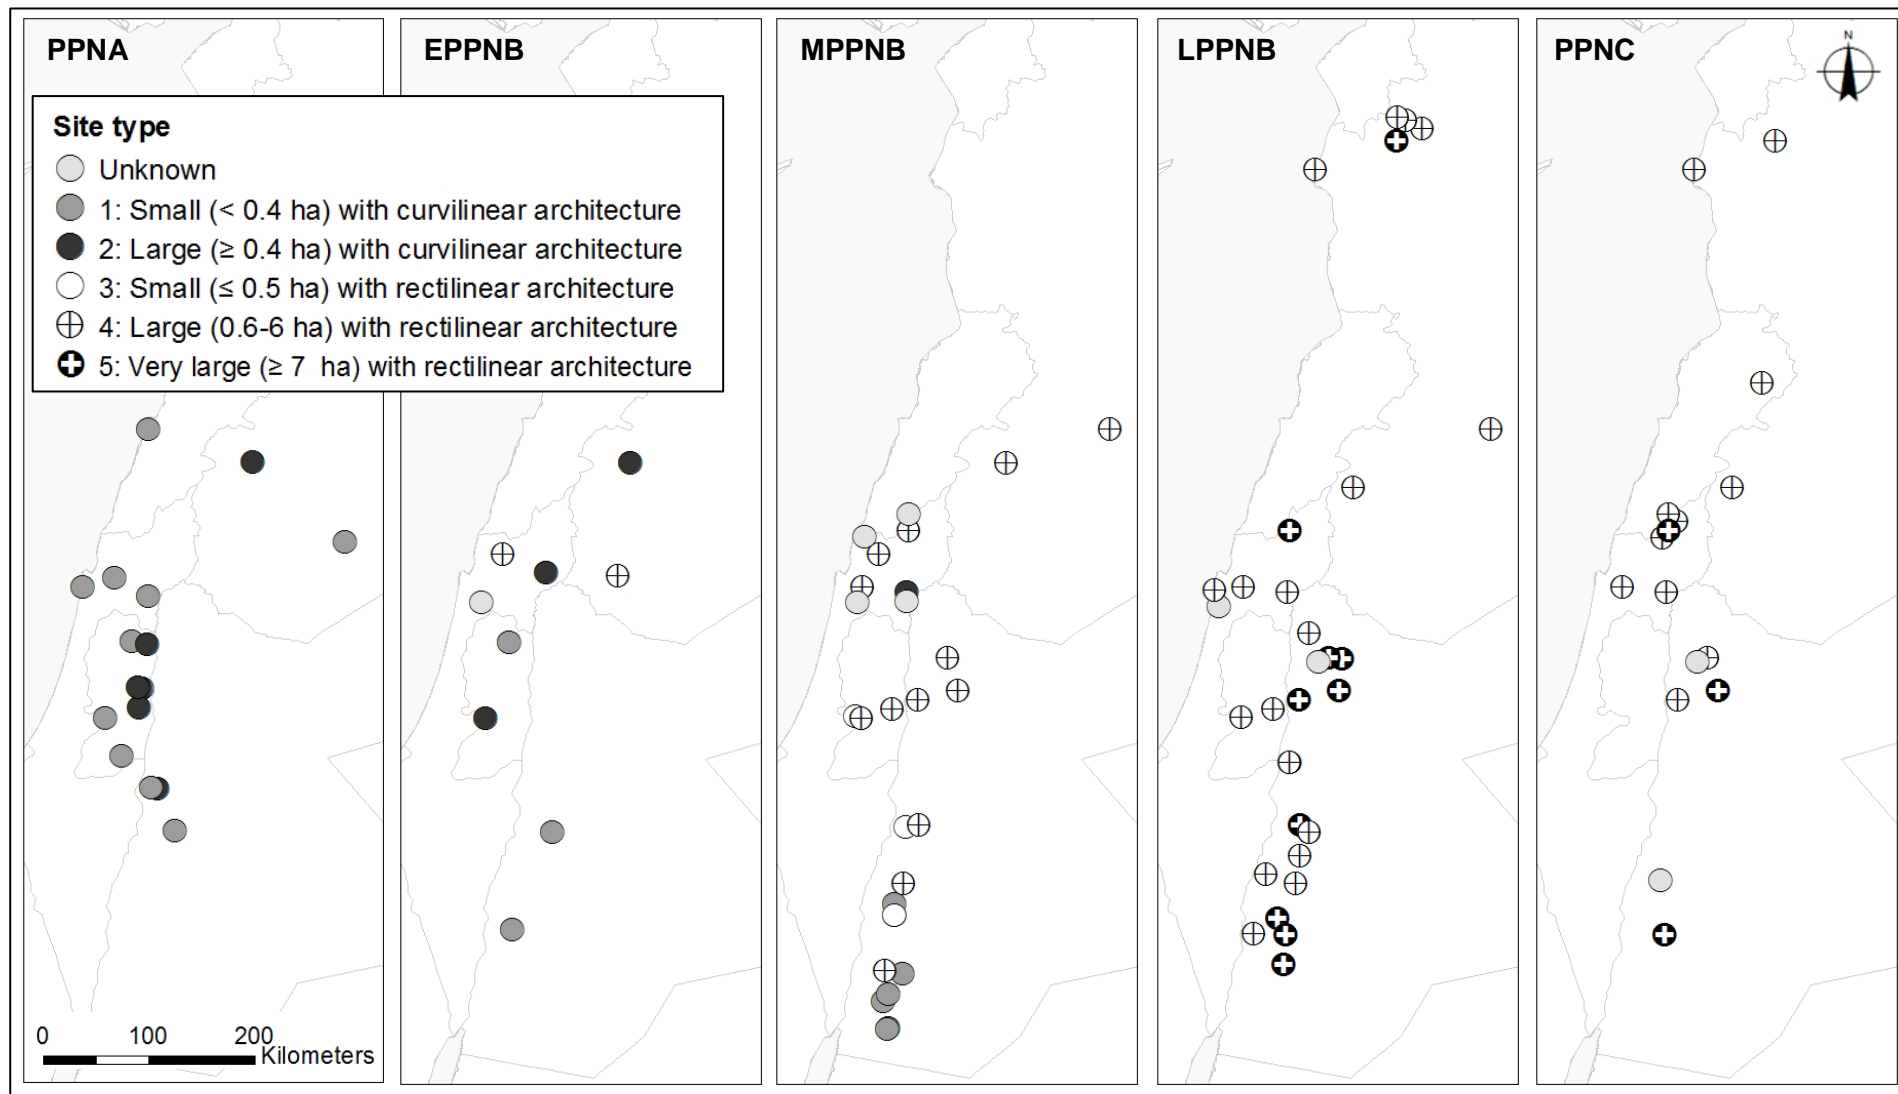 PPNA
EPPNB
MPPNB
LPPNB
PPNC
N
Site type
Unknown
1: Small (< 0.4 ha) with curvilinear architecture
2: Large (≥ 0.4 ha) with curvilinear architecture
3: Small (≤ 0.5 ha) with rectilinear architecture
4: Large (0.6-6 ha) with rectilinear architecture
5: Very large (≥ 7 ha) with rectilinear architecture
0 100 200
Kilometers